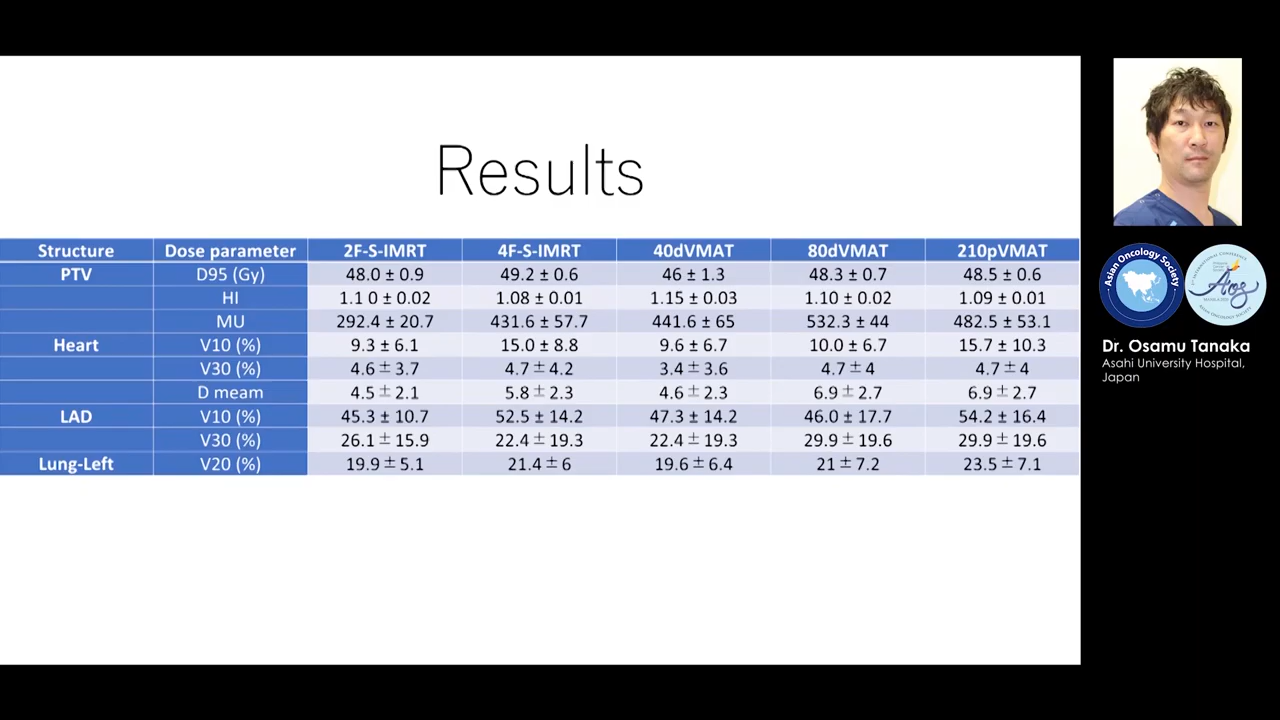 Results
Structure Dose parameter 2F-S-IMRT 4F-S-IMRT 40dVMAT 80dVMAT 210pVMAT
PTV D95 (Gy) 48.0 ± 0.9 49.2 ± 0.6 46 ± 1.3 48.3 ± 0.7 48.5 ± 0.6
HI 1.1 0 ± 0.02 1.08 ± 0.01 1.15 ± 0.03 1.10 ± 0.02 1.09 ± 0.01
MU 292.4 ± 20.7 431.6 ± 57.7 441.6 ± 65 532.3 ± 44 482.5 ± 53.1
Heart V10 (%) 9.3 ± 6.1 15.0 ± 8.8 9.6 ± 6.7 10.0 ± 6.7 15.7 ± 10.3
V30 (%) 4.6 ± 3.7 4.7 ± 4.2 3.4 ± 3.6 4.7 ± 4 4.7 ± 4
D meam 4.5 ± 2.1 5.8 ± 2.3 4.6 ± 2.3 6.9 ± 2.7 6.9 ± 2.7
LAD V10 (%) 45.3 ± 10.7 52.5 ± 14.2 47.3 ± 14.2 46.0 ± 17.7 54.2 ± 16.4
V30 (%) 26.1 ± 15.9 22.4 ± 19.3 22.4 ± 19.3 29.9 ± 19.6 29.9 ± 19.6
Lung-Left V20 (%) 19.9 ± 5.1 21.4 ± 6 19.6 ± 6.4 21 ± 7.2 23.5 ± 7.1
Asian Oncology Society
Dr. Osamu Tanaka
Asahi University Hospital,
Japan